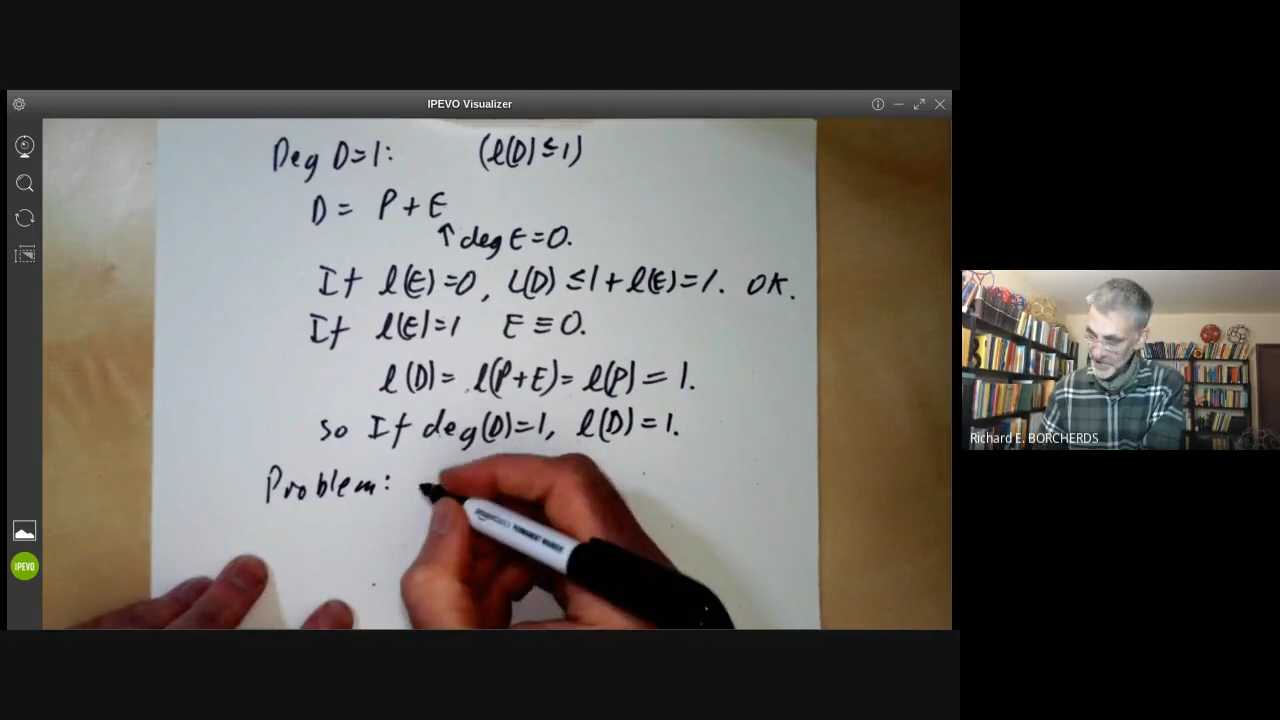 IPEVO Visualizer
Deg D=1: (l(D) ≤ 1)
D = P + E
↑ deg E = 0.
If l(E) = 0, L(D) ≤ 1 + l(E) = 1. OK.
If l(E) = 1 E ≡ 0.
l(D) = l(P+E) = l(P) = 1.
so If deg(D) = 1, l(D) = 1.
Problem:
IPEVO
Richard E. BORCHERDS